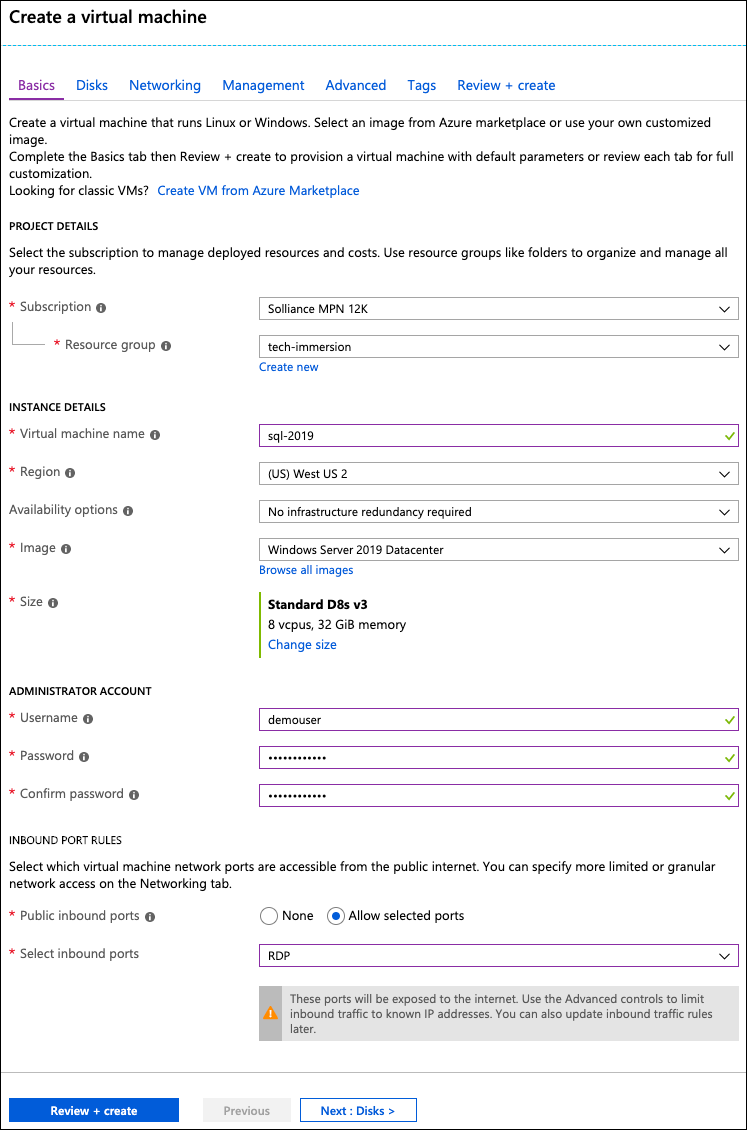 Create a virtual machine
Basics Disks Networking Management Advanced Tags Review + create
Create a virtual machine that runs Linux or Windows. Select an image from Azure marketplace or use your own customized
image.
Complete the Basics tab then Review + create to provision a virtual machine with default parameters or review each tab for full
customization.
Looking for classic VMs? Create VM from Azure Marketplace
PROJECT DETAILS
Select the subscription to manage deployed resources and costs. Use resource groups like folders to organize and manage all
your resources.
* Subscription Solliance MPN 12K
* Resource group tech-immersion
Create new
INSTANCE DETAILS
* Virtual machine name sql-2019
* Region (US) West US 2
Availability options No infrastructure redundancy required
* Image Windows Server 2019 Datacenter
Browse all images
* Size Standard D8s v3
8 vcpus, 32 GiB memory
Change size
ADMINISTRATOR ACCOUNT
* Username demouser
* Password ••••••••••••
* Confirm password ••••••••••••
INBOUND PORT RULES
Select which virtual machine network ports are accessible from the public internet. You can specify more limited or granular
network access on the Networking tab.
* Public inbound ports None Allow selected ports
* Select inbound ports RDP
These ports will be exposed to the internet. Use the Advanced controls to limit
inbound traffic to known IP addresses. You can also update inbound traffic rules
later.
Review + create Previous Next : Disks >